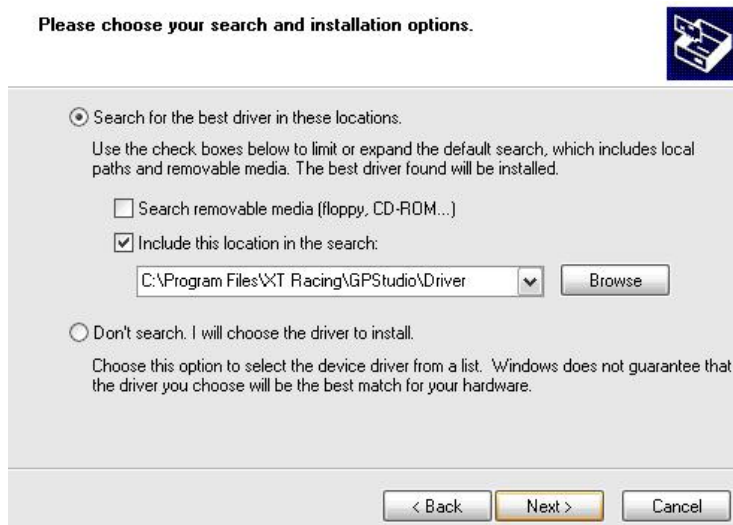 Please choose your search and installation options.
Search for the best driver in these locations.
Use the check boxes below to limit or expand the default search, which includes local
paths and removable media. The best driver found will be installed.
Search removable media (floppy, CD-ROM...)
Include this location in the search:
C:\Program Files\XT Racing\GPStudio\Driver
Browse
Don't search. I will choose the driver to install.
Choose this option to select the device driver from a list. Windows does not guarantee that
the driver you choose will be the best match for your hardware.
< Back Next > Cancel